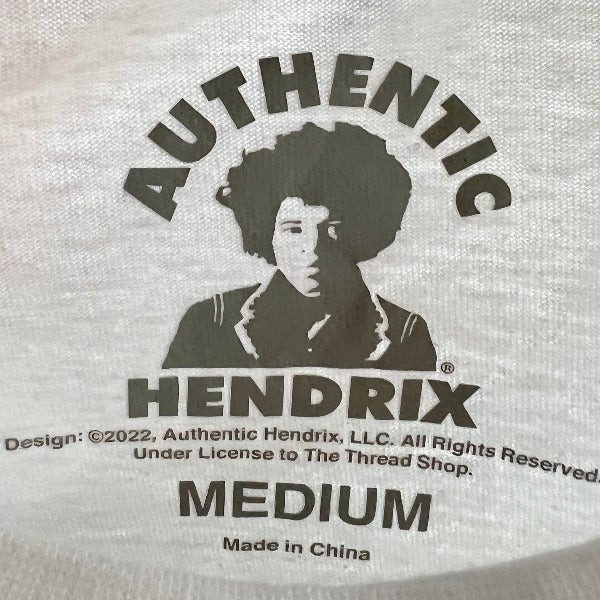 AUTHENTIC
HENDRIX®
Design: ©2022, Authentic Hendrix, LLC. All Rights Reserved.
Under License to The Thread Shop.
MEDIUM
Made in China